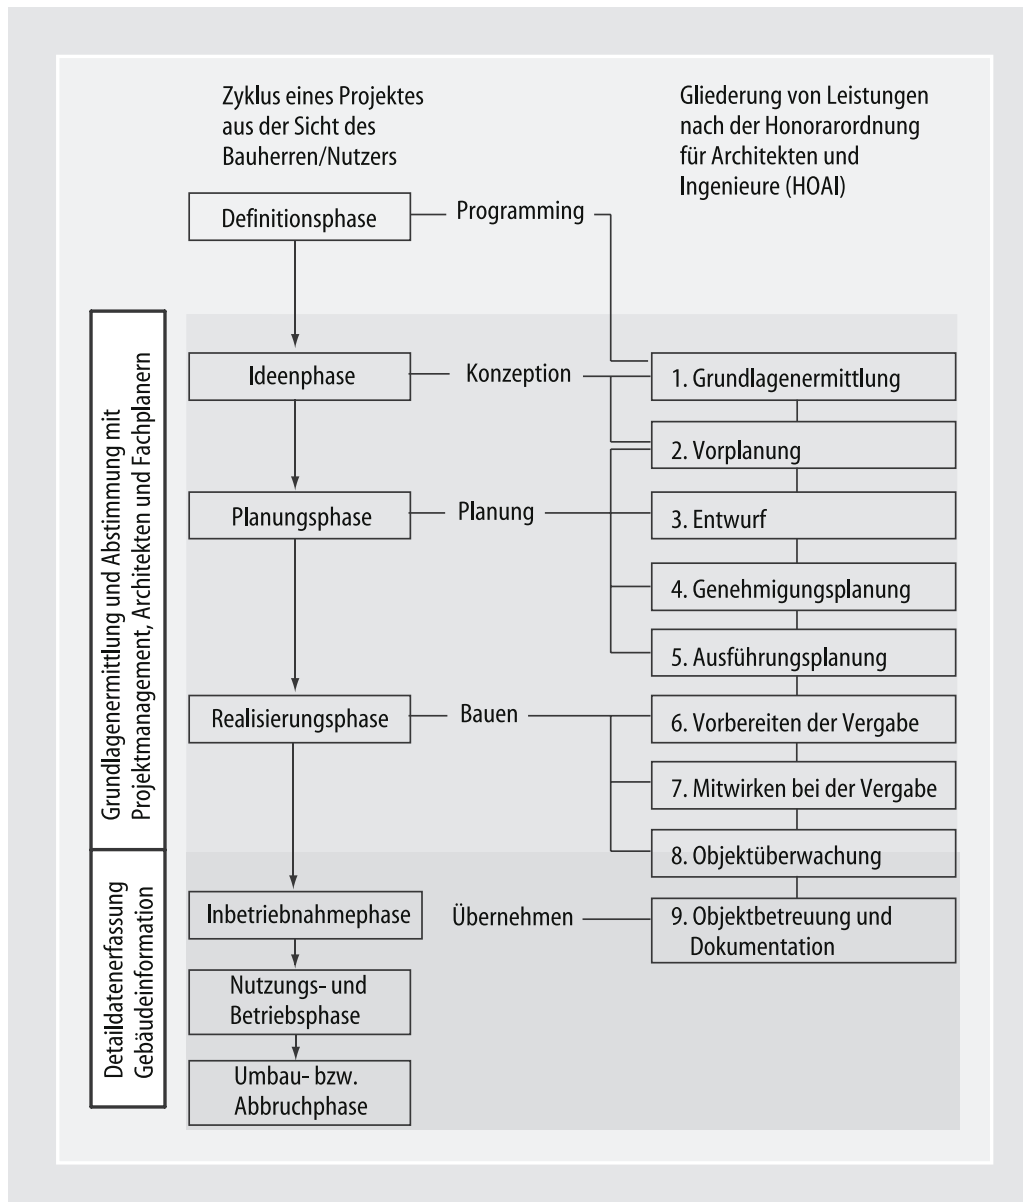 Zyklus eines Projektes
aus der Sicht des
Bauherren/Nutzers
Gliederung von Leistungen
nach der Honorarordnung
für Architekten und
Ingenieure (HOAI)
Definitionsphase
Programming
Grundlagenermittlung und Abstimmung mit
Projektmanagement, Architekten und Fachplanern
Ideenphase
Konzeption
1. Grundlagenermittlung
2. Vorplanung
Planungsphase
Planung
3. Entwurf
4. Genehmigungsplanung
5. Ausführungsplanung
Realisierungsphase
Bauen
6. Vorbereiten der Vergabe
7. Mitwirken bei der Vergabe
8. Objektüberwachung
Detaildatenerfassung
Gebäudeinformation
Inbetriebnahmephase
Übernehmen
9. Objektbetreuung und
Dokumentation
Nutzungs- und
Betriebsphase
Umbau- bzw.
Abbruchphase